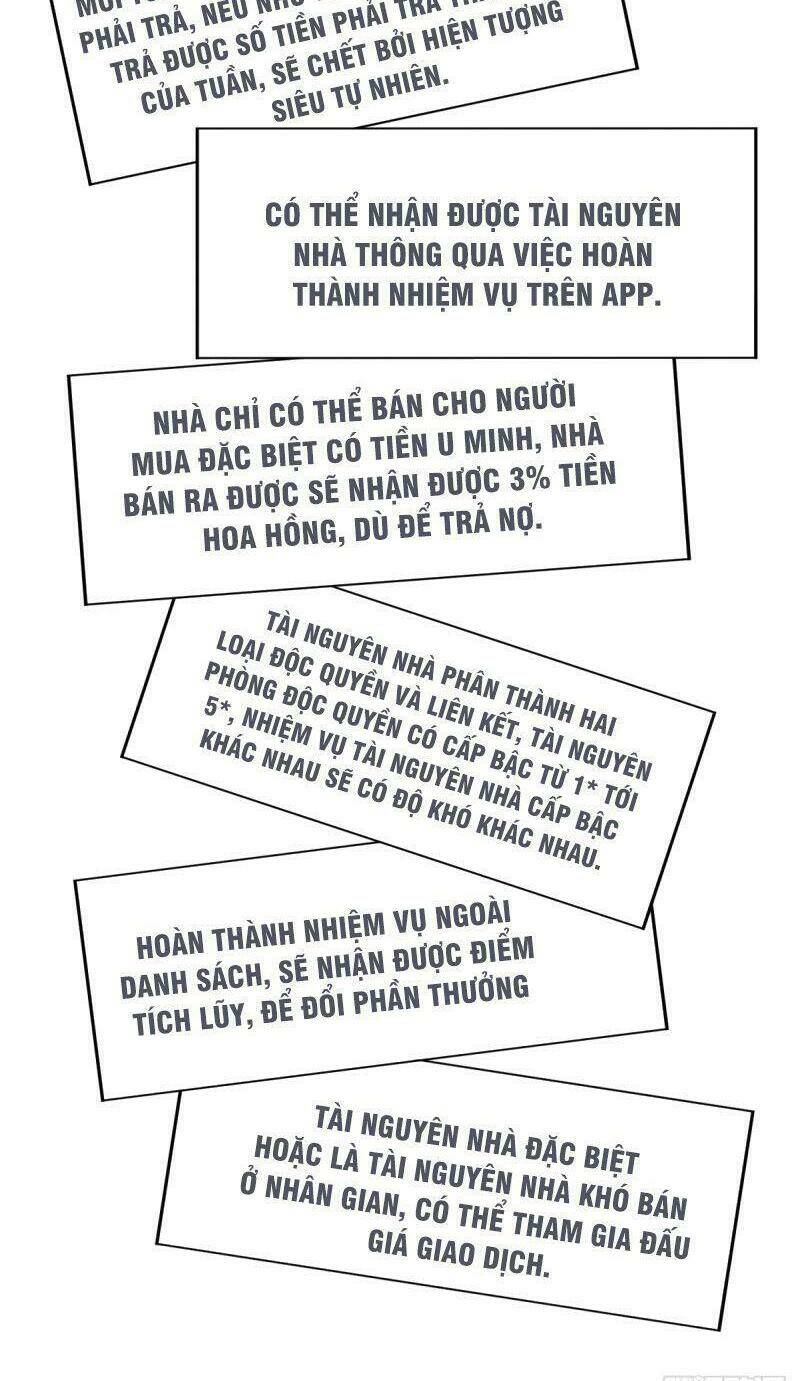 PHẢI TRẢ, NẾU
TRẢ ĐƯỢC SỐ TIỀN PHẢI TRẢ
CỦA TUẦN, SẼ CHẾT BỞI HIỆN TƯỢNG
SIÊU TỰ NHIÊN.
CÓ THỂ NHẬN ĐƯỢC TÀI NGUYÊN
NHÀ THÔNG QUA VIỆC HOÀN
THÀNH NHIỆM VỤ TRÊN APP.
NHÀ CHỈ CÓ THỂ BÁN CHO NGƯỜI
MUA ĐẶC BIỆT CÓ TIỀN U MINH, NHÀ
BÁN RA ĐƯỢC SẼ NHẬN ĐƯỢC 3% TIỀN
HOA HỒNG, DÙ ĐỂ TRẢ NỢ.
TÀI NGUYÊN NHÀ PHÂN THÀNH HAI
LOẠI ĐỘC QUYỀN VÀ LIÊN KẾT, TÀI NGUYÊN
PHÒNG ĐỘC QUYỀN CÓ CẤP BẬC TỪ 1* TỚI
5*, NHIỆM VỤ TÀI NGUYÊN NHÀ CẤP BẬC
KHÁC NHAU SẼ CÓ ĐỘ KHÓ KHÁC NHAU.
HOÀN THÀNH NHIỆM VỤ NGOÀI
DANH SÁCH, SẼ NHẬN ĐƯỢC ĐIỂM
TÍCH LŨY, ĐỂ ĐỔI PHẦN THƯỞNG
TÀI NGUYÊN NHÀ ĐẶC BIỆT
HOẶC LÀ TÀI NGUYÊN NHÀ KHÓ BÁN
Ở NHÂN GIAN, CÓ THỂ THAM GIA ĐẤU
GIÁ GIAO DỊCH.